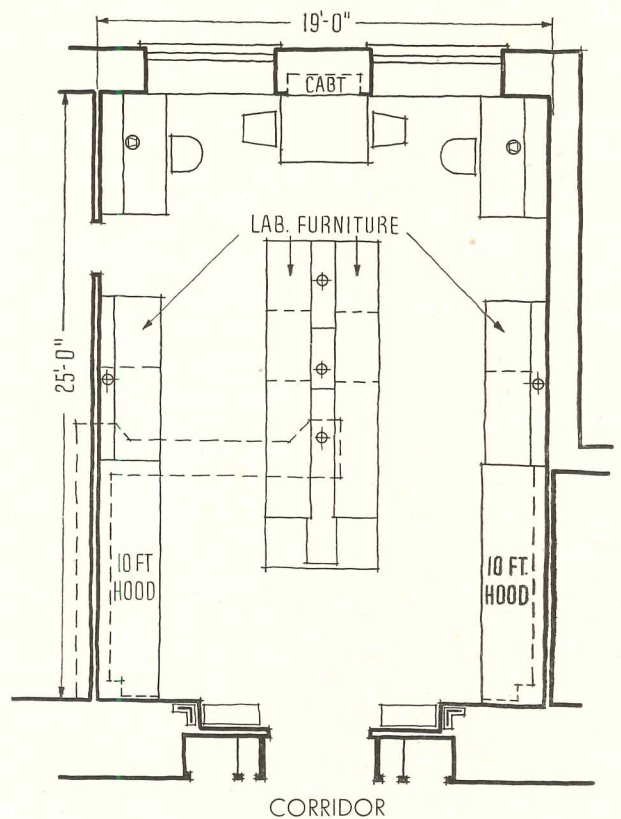 19'-0"
CABT
LAB. FURNITURE
25'-0"
10 FT
HOOD
10 FT.
HOOD
CORRIDOR